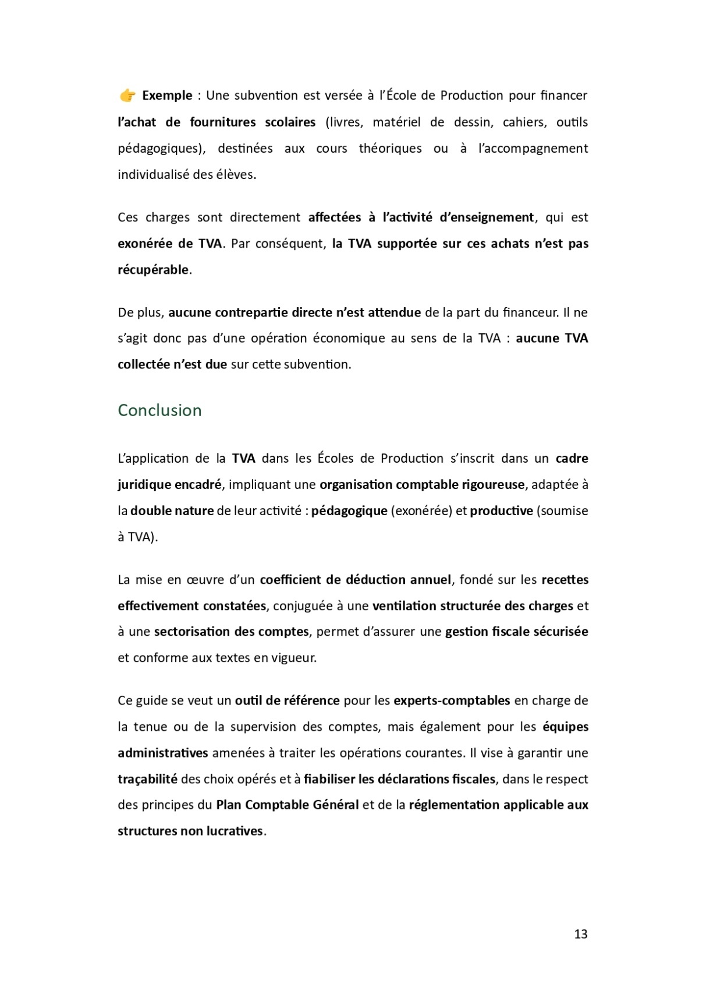 👉 Exemple : Une subvention est versée à l’École de Production pour financer
l’achat de fournitures scolaires (livres, matériel de dessin, cahiers, outils
pédagogiques), destinées aux cours théoriques ou à l’accompagnement
individualisé des élèves.
Ces charges sont directement affectées à l’activité d’enseignement, qui est
exonérée de TVA. Par conséquent, la TVA supportée sur ces achats n’est pas
récupérable.
De plus, aucune contrepartie directe n’est attendue de la part du financeur. Il ne
s’agit donc pas d’une opération économique au sens de la TVA : aucune TVA
collectée n’est due sur cette subvention.
Conclusion
L’application de la TVA dans les Écoles de Production s’inscrit dans un cadre
juridique encadré, impliquant une organisation comptable rigoureuse, adaptée à
la double nature de leur activité : pédagogique (exonérée) et productive (soumise
à TVA).
La mise en œuvre d’un coefficient de déduction annuel, fondé sur les recettes
effectivement constatées, conjuguée à une ventilation structurée des charges et
à une sectorisation des comptes, permet d’assurer une gestion fiscale sécurisée
et conforme aux textes en vigueur.
Ce guide se veut un outil de référence pour les experts-comptables en charge de
la tenue ou de la supervision des comptes, mais également pour les équipes
administratives amenées à traiter les opérations courantes. Il vise à garantir une
traçabilité des choix opérés et à fiabiliser les déclarations fiscales, dans le respect
des principes du Plan Comptable Général et de la réglementation applicable aux
structures non lucratives.
13